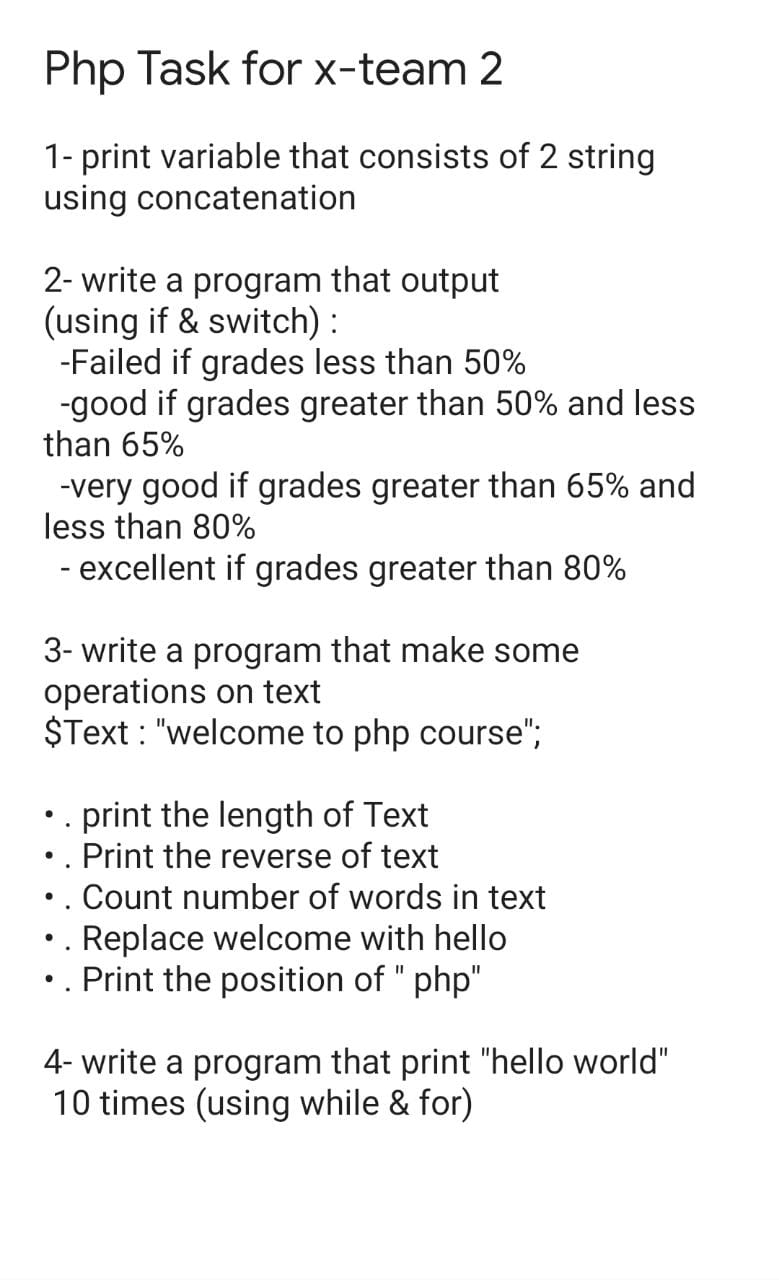 Php Task for x-team 2
1- print variable that consists of 2 string
using concatenation
2- write a program that output
(using if & switch) :
-Failed if grades less than 50%
-good if grades greater than 50% and less
than 65%
-very good if grades greater than 65% and
less than 80%
- excellent if grades greater than 80%
3- write a program that make some
operations on text
$Text : "welcome to php course";
• . print the length of Text
• . Print the reverse of text
• . Count number of words in text
• . Replace welcome with hello
• . Print the position of " php"
4- write a program that print "hello world"
10 times (using while & for)